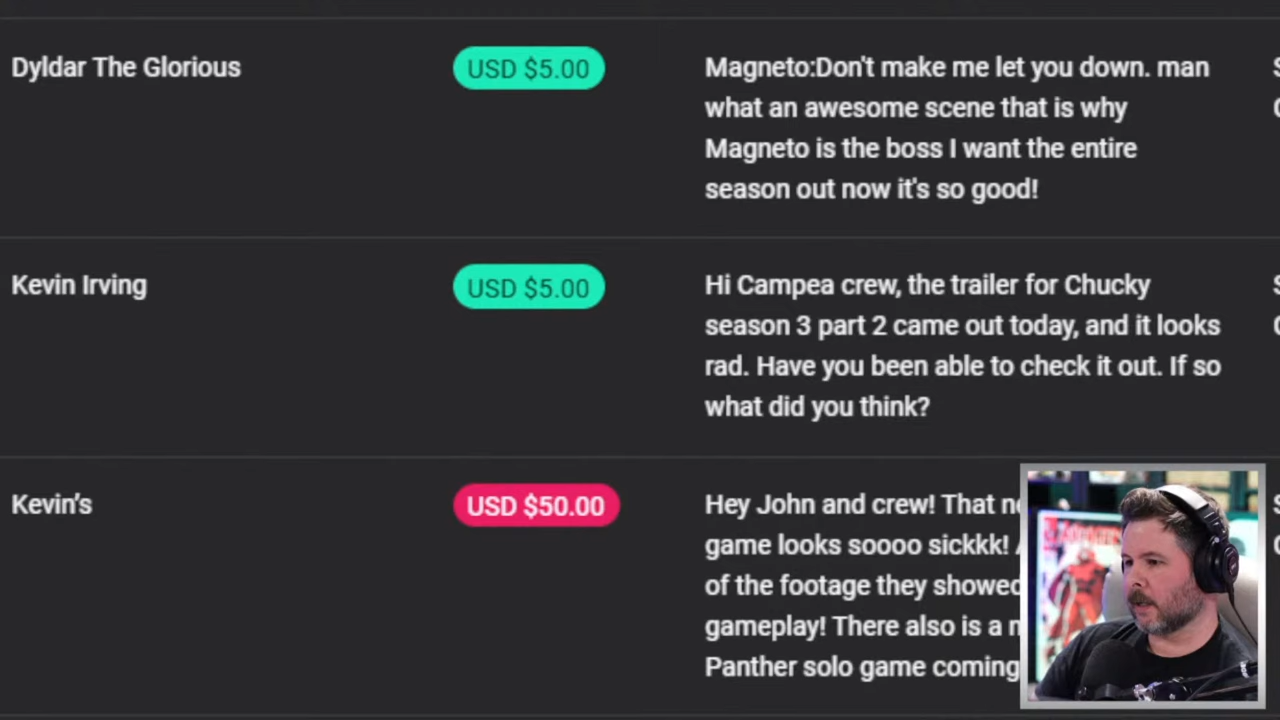 Dyldar The Glorious
USD $5.00
Magneto:Don't make me let you down. man
what an awesome scene that is why
Magneto is the boss I want the entire
season out now it's so good!
Kevin Irving
USD $5.00
Hi Campea crew, the trailer for Chucky
season 3 part 2 came out today, and it looks
rad. Have you been able to check it out. If so
what did you think?
Kevin's
USD $50.00
Hey John and crew! That
game looks soooo sickkk!
of the footage they showed
gameplay! There also is a
Panther solo game coming